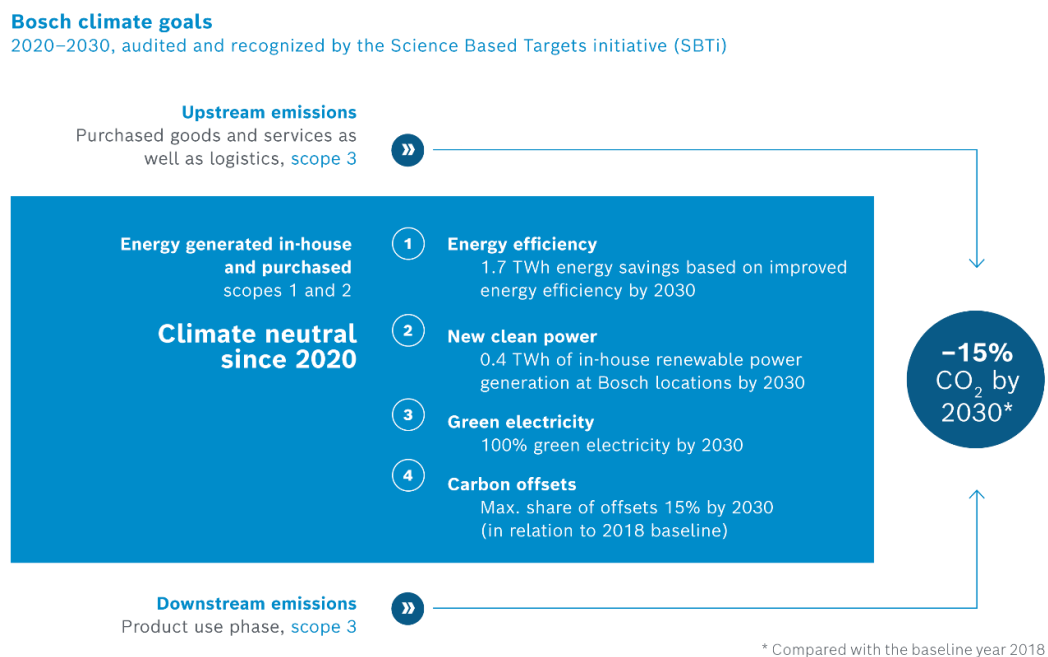 Bosch climate goals
2020–2030, audited and recognized by the Science Based Targets initiative (SBTi)
Upstream emissions
Purchased goods and services as
well as logistics, scope 3
Energy generated in-house
and purchased
scopes 1 and 2
Climate neutral
since 2020
1 Energy efficiency
1.7 TWh energy savings based on improved
energy efficiency by 2030
2 New clean power
0.4 TWh of in-house renewable power
generation at Bosch locations by 2030
3 Green electricity
100% green electricity by 2030
4 Carbon offsets
Max. share of offsets 15% by 2030
(in relation to 2018 baseline)
–15%
CO₂ by
2030*
Downstream emissions
Product use phase, scope 3
* Compared with the baseline year 2018